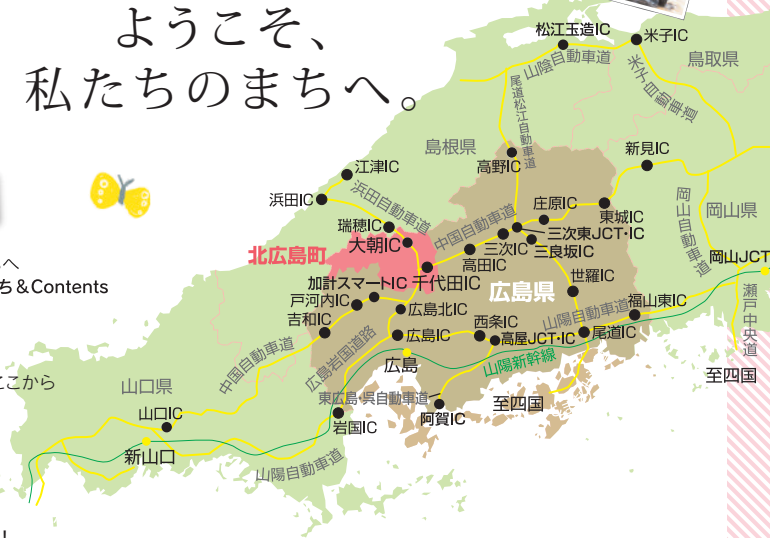 ようこそ、
私たちのまちへ。
松江玉造IC
米子IC
山陰自動車道
米子自動車道
鳥取県
尾道松江自動車道
島根県
高野IC
新見IC
江津IC
浜田IC
浜田自動車道
瑞穂IC
大朝IC
北広島町
中国自動車道
庄原IC
東城IC
三次東JCT・IC
三次IC
三良坂IC
高田IC
千代田IC
岡山自動車道
岡山県
岡山JCT
へ
ち&Contents
加計スマートIC
戸河内IC
吉和IC
広島北IC
広島県
世羅IC
福山東IC
瀬戸中央道
山陽自動車道
西条IC
高屋JCT・IC
尾道IC
広島IC
広島
広島岩国道路
中国自動車道
山陽新幹線
至四国
ここから
山口県
東広島・呉自動車道
至四国
山口IC
岩国IC
阿賀IC
新山口
山陽自動車道